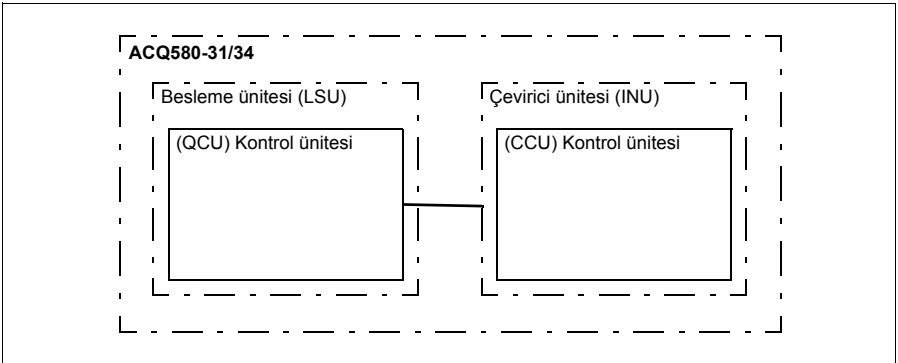 ACQ580-31/34
Besleme ünitesi (LSU)
Çevirici ünitesi (INU)
(QCU) Kontrol ünitesi
(CCU) Kontrol ünitesi